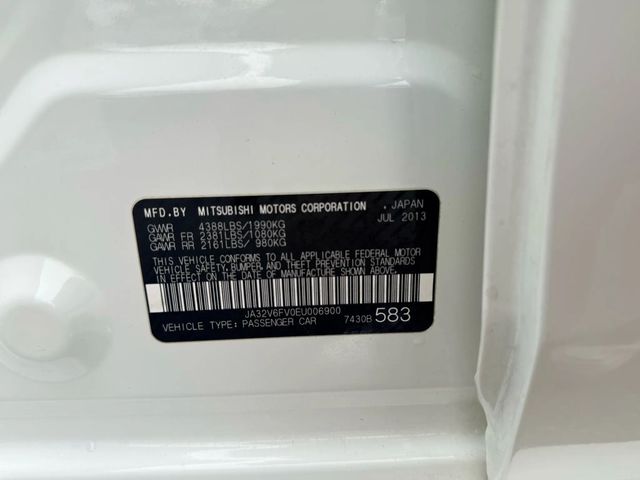 MFD.BY MITSUBISHI MOTORS CORPORATION . JAPAN
JUL 2013
GVWR 4388LBS/1990KG
GAWR FR 2381LBS/1080KG
GAWR RR 2161LBS/ 980KG
THIS VEHICLE CONFORMS TO ALL APPLICABLE FEDERAL MOTOR
VEHICLE SAFETY, BUMPER, AND THEFT PREVENTION STANDARDS
IN EFFECT ON THE DATE OF MANUFACTURE SHOWN ABOVE.
JA32V6FV0EU006900
VEHICLE TYPE: PASSENGER CAR 7430B 583